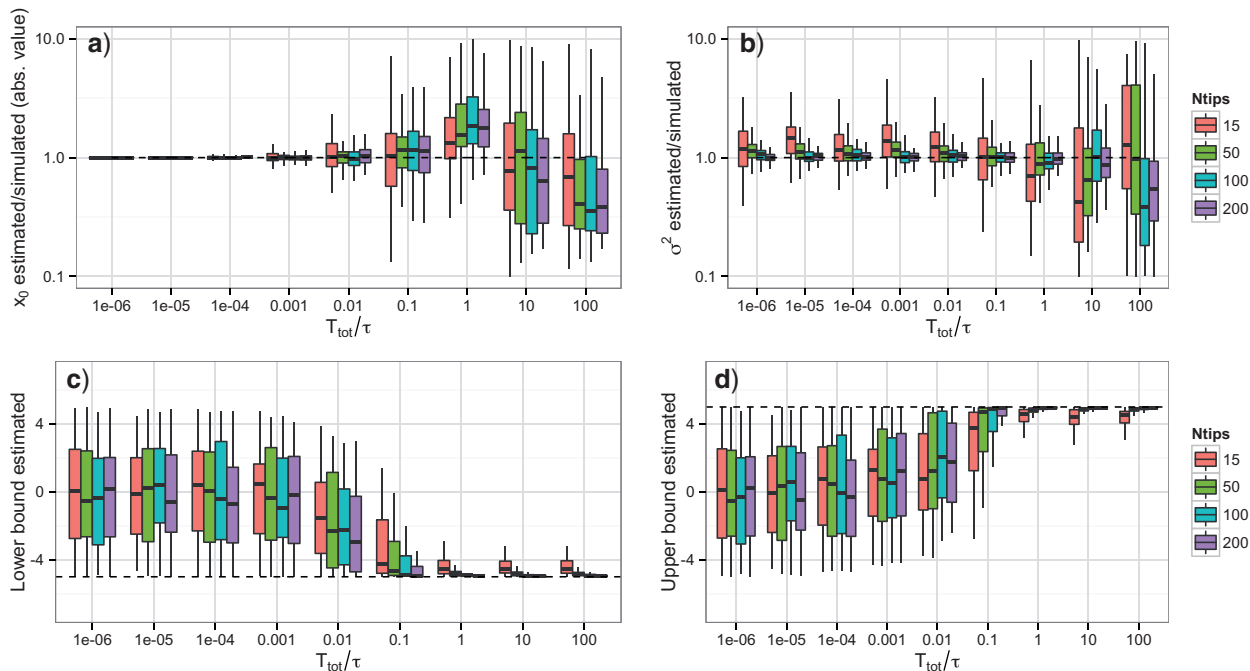 a)
x₀ estimated/simulated (abs. value)
10.0
1.0
0.1
1e-06 1e-05 1e-04 0.001 0.01 0.1 1 10 100
T_tot/τ
b)
σ² estimated/simulated
10.0
1.0
0.1
1e-06 1e-05 1e-04 0.001 0.01 0.1 1 10 100
T_tot/τ
Ntips
15
50
100
200
c)
Lower bound estimated
4
0
-4
1e-06 1e-05 1e-04 0.001 0.01 0.1 1 10 100
T_tot/τ
d)
Upper bound estimated
4
0
-4
1e-06 1e-05 1e-04 0.001 0.01 0.1 1 10 100
T_tot/τ
Ntips
15
50
100
200